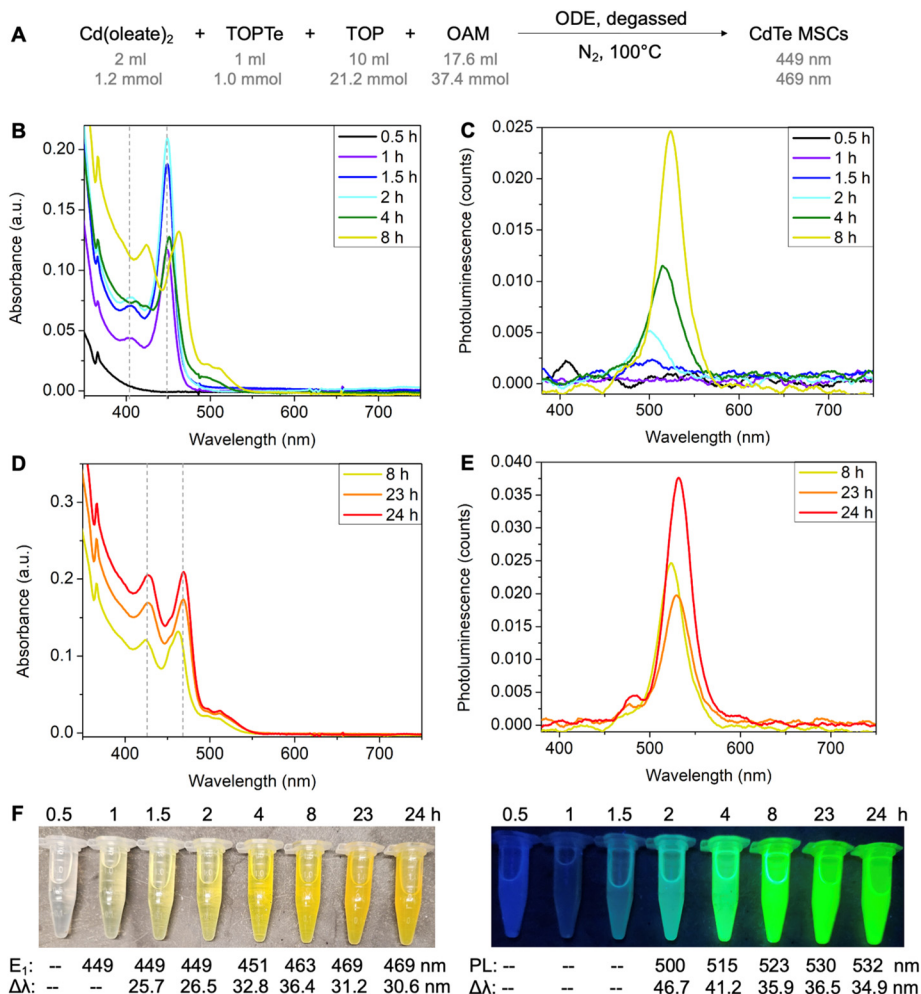 A
Cd(oleate)₂ + TOPTe + TOP + OAM ODE, degassed N₂, 100°C CdTe MSCs
2 ml 1 ml 10 ml 17.6 ml 449 nm
1.2 mmol 1.0 mmol 21.2 mmol 37.4 mmol 469 nm
B
Absorbance (a.u.)
0.20
0.15
0.10
0.05
0.00
400 500 600 700
Wavelength (nm)
0.5 h
1 h
1.5 h
2 h
4 h
8 h
C
Photoluminescence (counts)
0.025
0.020
0.015
0.010
0.005
0.000
400 500 600 700
Wavelength (nm)
0.5 h
1 h
1.5 h
2 h
4 h
8 h
D
Absorbance (a.u.)
0.3
0.2
0.1
0.0
400 500 600 700
Wavelength (nm)
8 h
23 h
24 h
E
Photoluminescence (counts)
0.040
0.035
0.030
0.025
0.020
0.015
0.010
0.005
0.000
400 500 600 700
Wavelength (nm)
8 h
23 h
24 h
F
0.5 1 1.5 2 4 8 23 24 h
E₁: -- 449 449 449 451 463 469 469 nm
Δλ: -- -- 25.7 26.5 32.8 36.4 31.2 30.6 nm
0.5 1 1.5 2 4 8 23 24 h
PL: -- -- -- 500 515 523 530 532 nm
Δλ: -- -- -- 46.7 41.2 35.9 36.5 34.9 nm